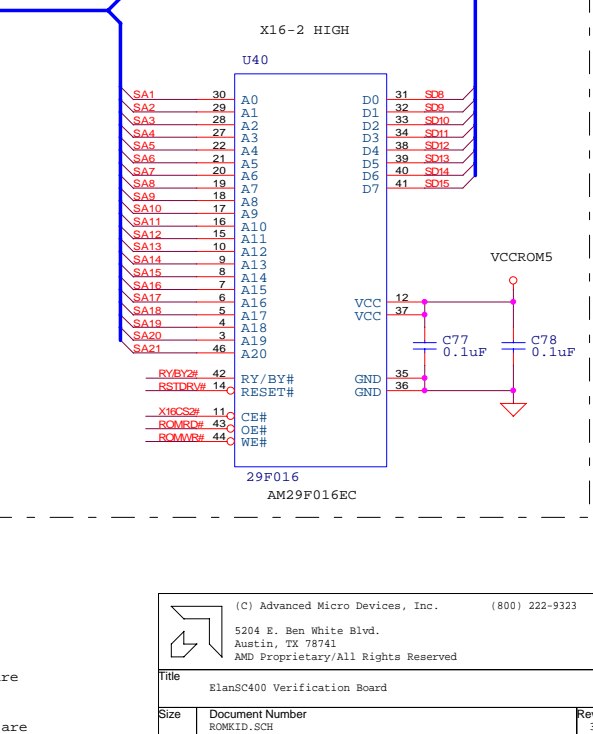 X16-2 HIGH
U40
SA1 30 A0 D0 31 SD8
SA2 29 A1 D1 32 SD9
SA3 28 A2 D2 33 SD10
SA4 27 A3 D3 34 SD11
SA5 22 A4 D4 38 SD12
SA6 21 A5 D5 39 SD13
SA7 20 A6 D6 40 SD14
SA8 19 A7 D7 41 SD15
SA9 18 A8
SA10 17 A9
SA11 16 A10
SA12 15 A11
SA13 10 A12
SA14 9 A13
SA15 8 A14
SA16 7 A15
SA17 6 A16 VCC 12
SA18 5 A17 VCC 37
SA19 4 A18
SA20 3 A19
SA21 46 A20
VCCROM5
C77 0.1uF
C78 0.1uF
RY/BY2# 42 RY/BY# GND 35
RSTDRV# 14 RESET# GND 36
X16CS2# 11 CE#
ROMRD# 43 OE#
ROMWR# 44 WE#
29F016
AM29F016EC
(C) Advanced Micro Devices, Inc. (800) 222-9323
5204 E. Ben White Blvd.
Austin, TX 78741
AMD Proprietary/All Rights Reserved
Title
ElanSC400 Verification Board
Size Document Number
ROMKID.SCH
are